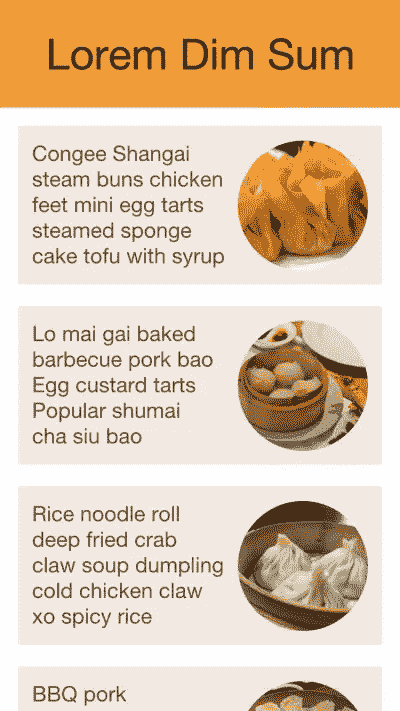 Lorem Dim Sum
Congee Shangai
steam buns chicken
feet mini egg tarts
steamed sponge
cake tofu with syrup
Lo mai gai baked
barbecue pork bao
Egg custard tarts
Popular shumai
cha siu bao
Rice noodle roll
deep fried crab
claw soup dumpling
cold chicken claw
xo spicy rice
BBQ pork